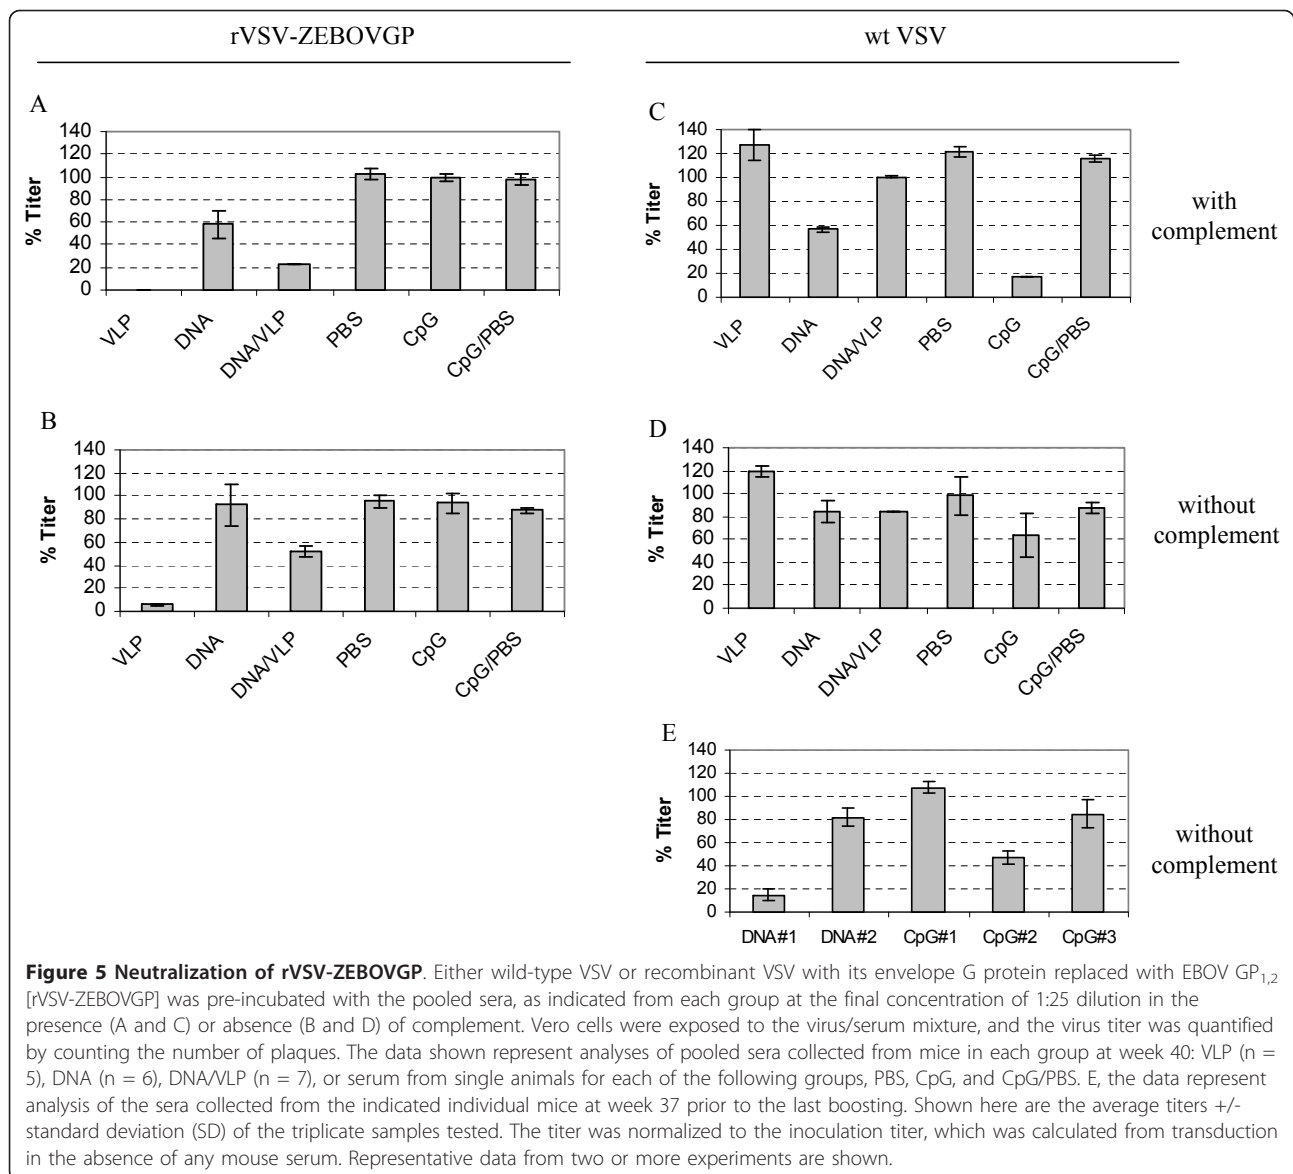 rVSV-ZEBOVGP
wt VSV
A
% Titer
140
120
100
80
60
40
20
0
VLP
DNA
DNA/VLP
PBS
CpG
CpG/PBS
C
% Titer
140
120
100
80
60
40
20
0
VLP
DNA
DNA/VLP
PBS
CpG
CpG/PBS
with
complement
B
% Titer
140
120
100
80
60
40
20
0
VLP
DNA
DNA/VLP
PBS
CpG
CpG/PBS
D
% Titer
140
120
100
80
60
40
20
0
VLP
DNA
DNA/VLP
PBS
CpG
CpG/PBS
without
complement
E
% Titer
140
120
100
80
60
40
20
0
DNA#1
DNA#2
CpG#1
CpG#2
CpG#3
without
complement
Figure 5 Neutralization of rVSV-ZEBOVGP. Either wild-type VSV or recombinant VSV with its envelope G protein replaced with EBOV GP1,2
[rVSV-ZEBOVGP] was pre-incubated with the pooled sera, as indicated from each group at the final concentration of 1:25 dilution in the
presence (A and C) or absence (B and D) of complement. Vero cells were exposed to the virus/serum mixture, and the virus titer was quantified
by counting the number of plaques. The data shown represent analyses of pooled sera collected from mice in each group at week 40: VLP (n =
5), DNA (n = 6), DNA/VLP (n = 7), or serum from single animals for each of the following groups, PBS, CpG, and CpG/PBS. E, the data represent
analysis of the sera collected from the indicated individual mice at week 37 prior to the last boosting. Shown here are the average titers +/-
standard deviation (SD) of the triplicate samples tested. The titer was normalized to the inoculation titer, which was calculated from transduction
in the absence of any mouse serum. Representative data from two or more experiments are shown.